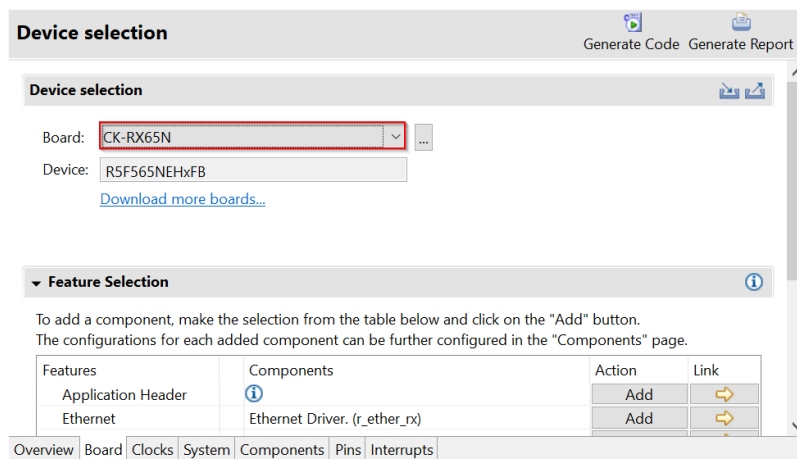 Device selection
Generate Code Generate Report
Device selection
Board: CK-RX65N ...
Device: R5F565NEHxFB
Download more boards...
Feature Selection
To add a component, make the selection from the table below and click on the "Add" button.
The configurations for each added component can be further configured in the "Components" page.
Features Components Action Link
Application Header Add
Ethernet Ethernet Driver. (r_ether_rx) Add
Overview Board Clocks System Components Pins Interrupts